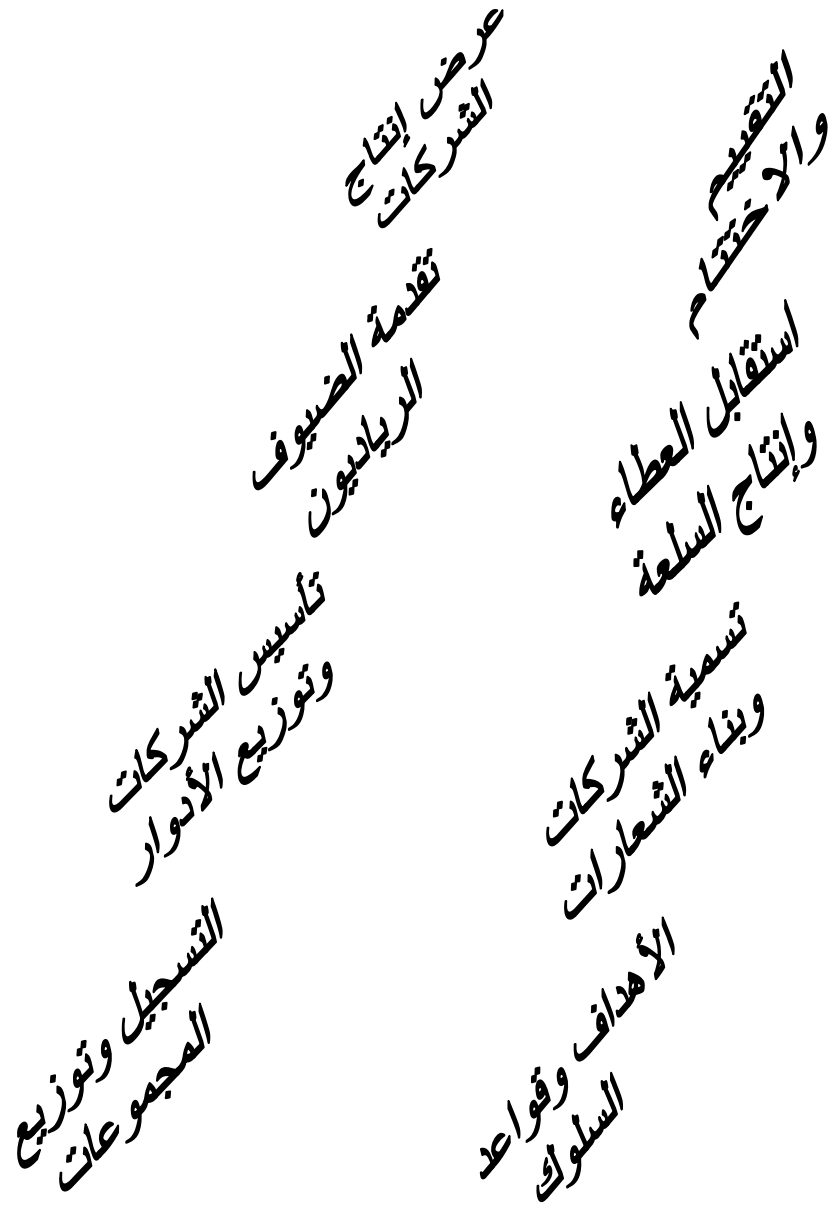 عرض إنتاج
الشركات
التقييم
والاختتام
تقدمة الضيوف
الرياديون
استقابل العطاء
وإنتاج السلعة
تأسيس الشركات
وتوزيع الأدوار
تسمية الشركات
وبناء الشعارات
التسجيل وتوزيع
المجموعات
الأهداف وقواعد
السلوك